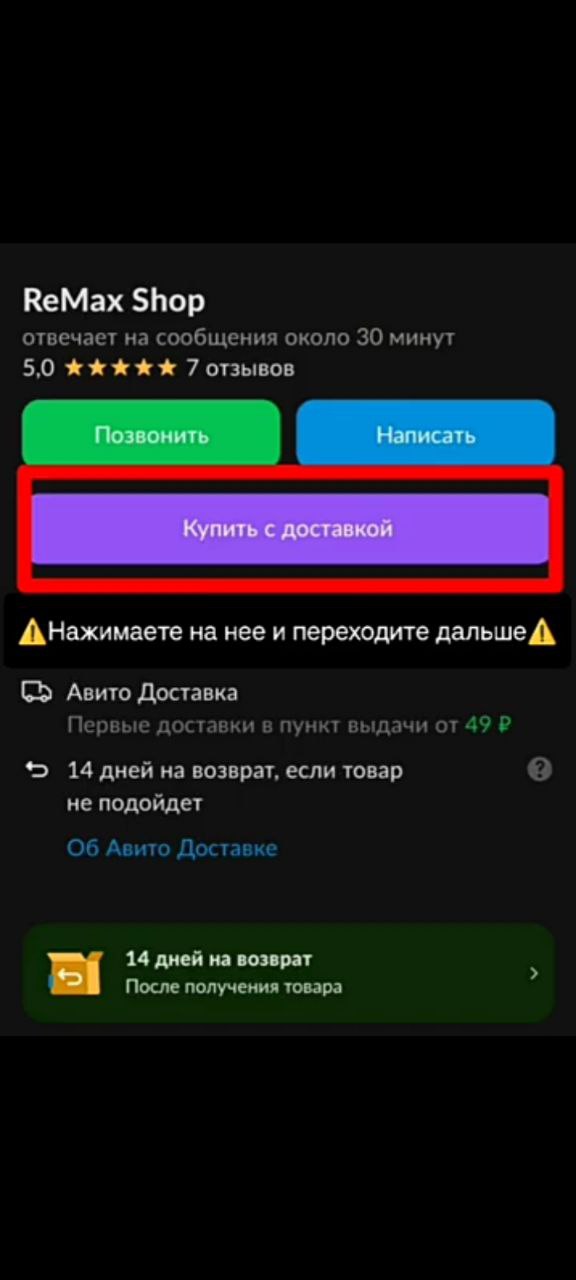 ReMax Shop
отвечает на сообщения около 30 минут
5,0 ★★★★★ 7 отзывов
Позвонить
Написать
Купить с доставкой
⚠️Нажимаете на нее и переходите дальше⚠️
Авито Доставка
Первые доставки в пункт выдачи от 49 ₽
14 дней на возврат, если товар
не подойдет
?
Об Авито Доставке
14 дней на возврат
После получения товара